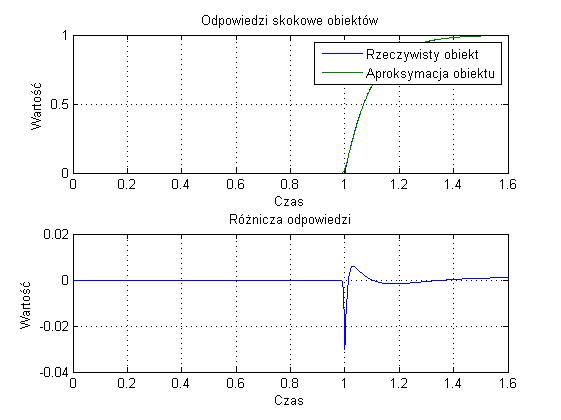 Odpowiedzi skokowe obiektów
1
0.5
0
Wartość
Rzeczywisty obiekt
Aproksymacja obiektu
0 0.2 0.4 0.6 0.8 1 1.2 1.4 1.6
Czas
Różnicza odpowiedzi
0.02
0
-0.02
-0.04
Wartość
0 0.2 0.4 0.6 0.8 1 1.2 1.4 1.6
Czas